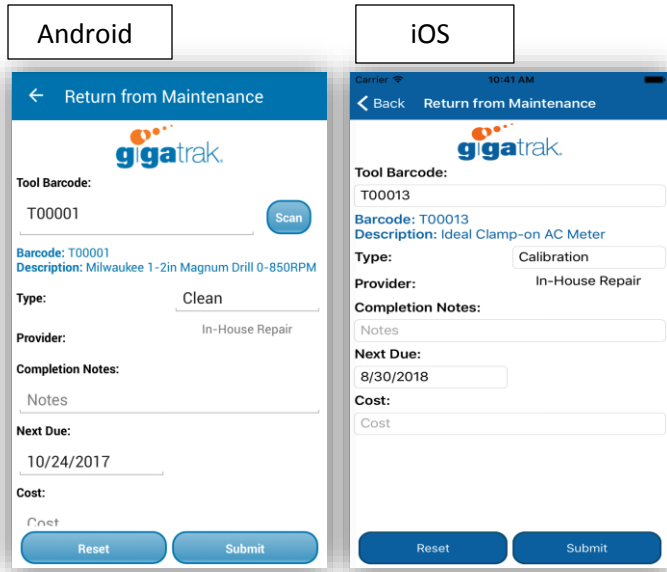 Android
Return from Maintenance
gigatrak.
Tool Barcode:
T00001
Scan
Barcode: T00001
Description: Milwaukee 1-2in Magnum Drill 0-850RPM
Type:
Clean
Provider:
In-House Repair
Completion Notes:
Notes
Next Due:
10/24/2017
Cost:
Cost
Reset
Submit
iOS
Carrier
10:41 AM
Back
Return from Maintenance
gigatrak.
Tool Barcode:
T00013
Barcode: T00013
Description: Ideal Clamp-on AC Meter
Type:
Calibration
Provider:
In-House Repair
Completion Notes:
Notes
Next Due:
8/30/2018
Cost:
Cost
Reset
Submit